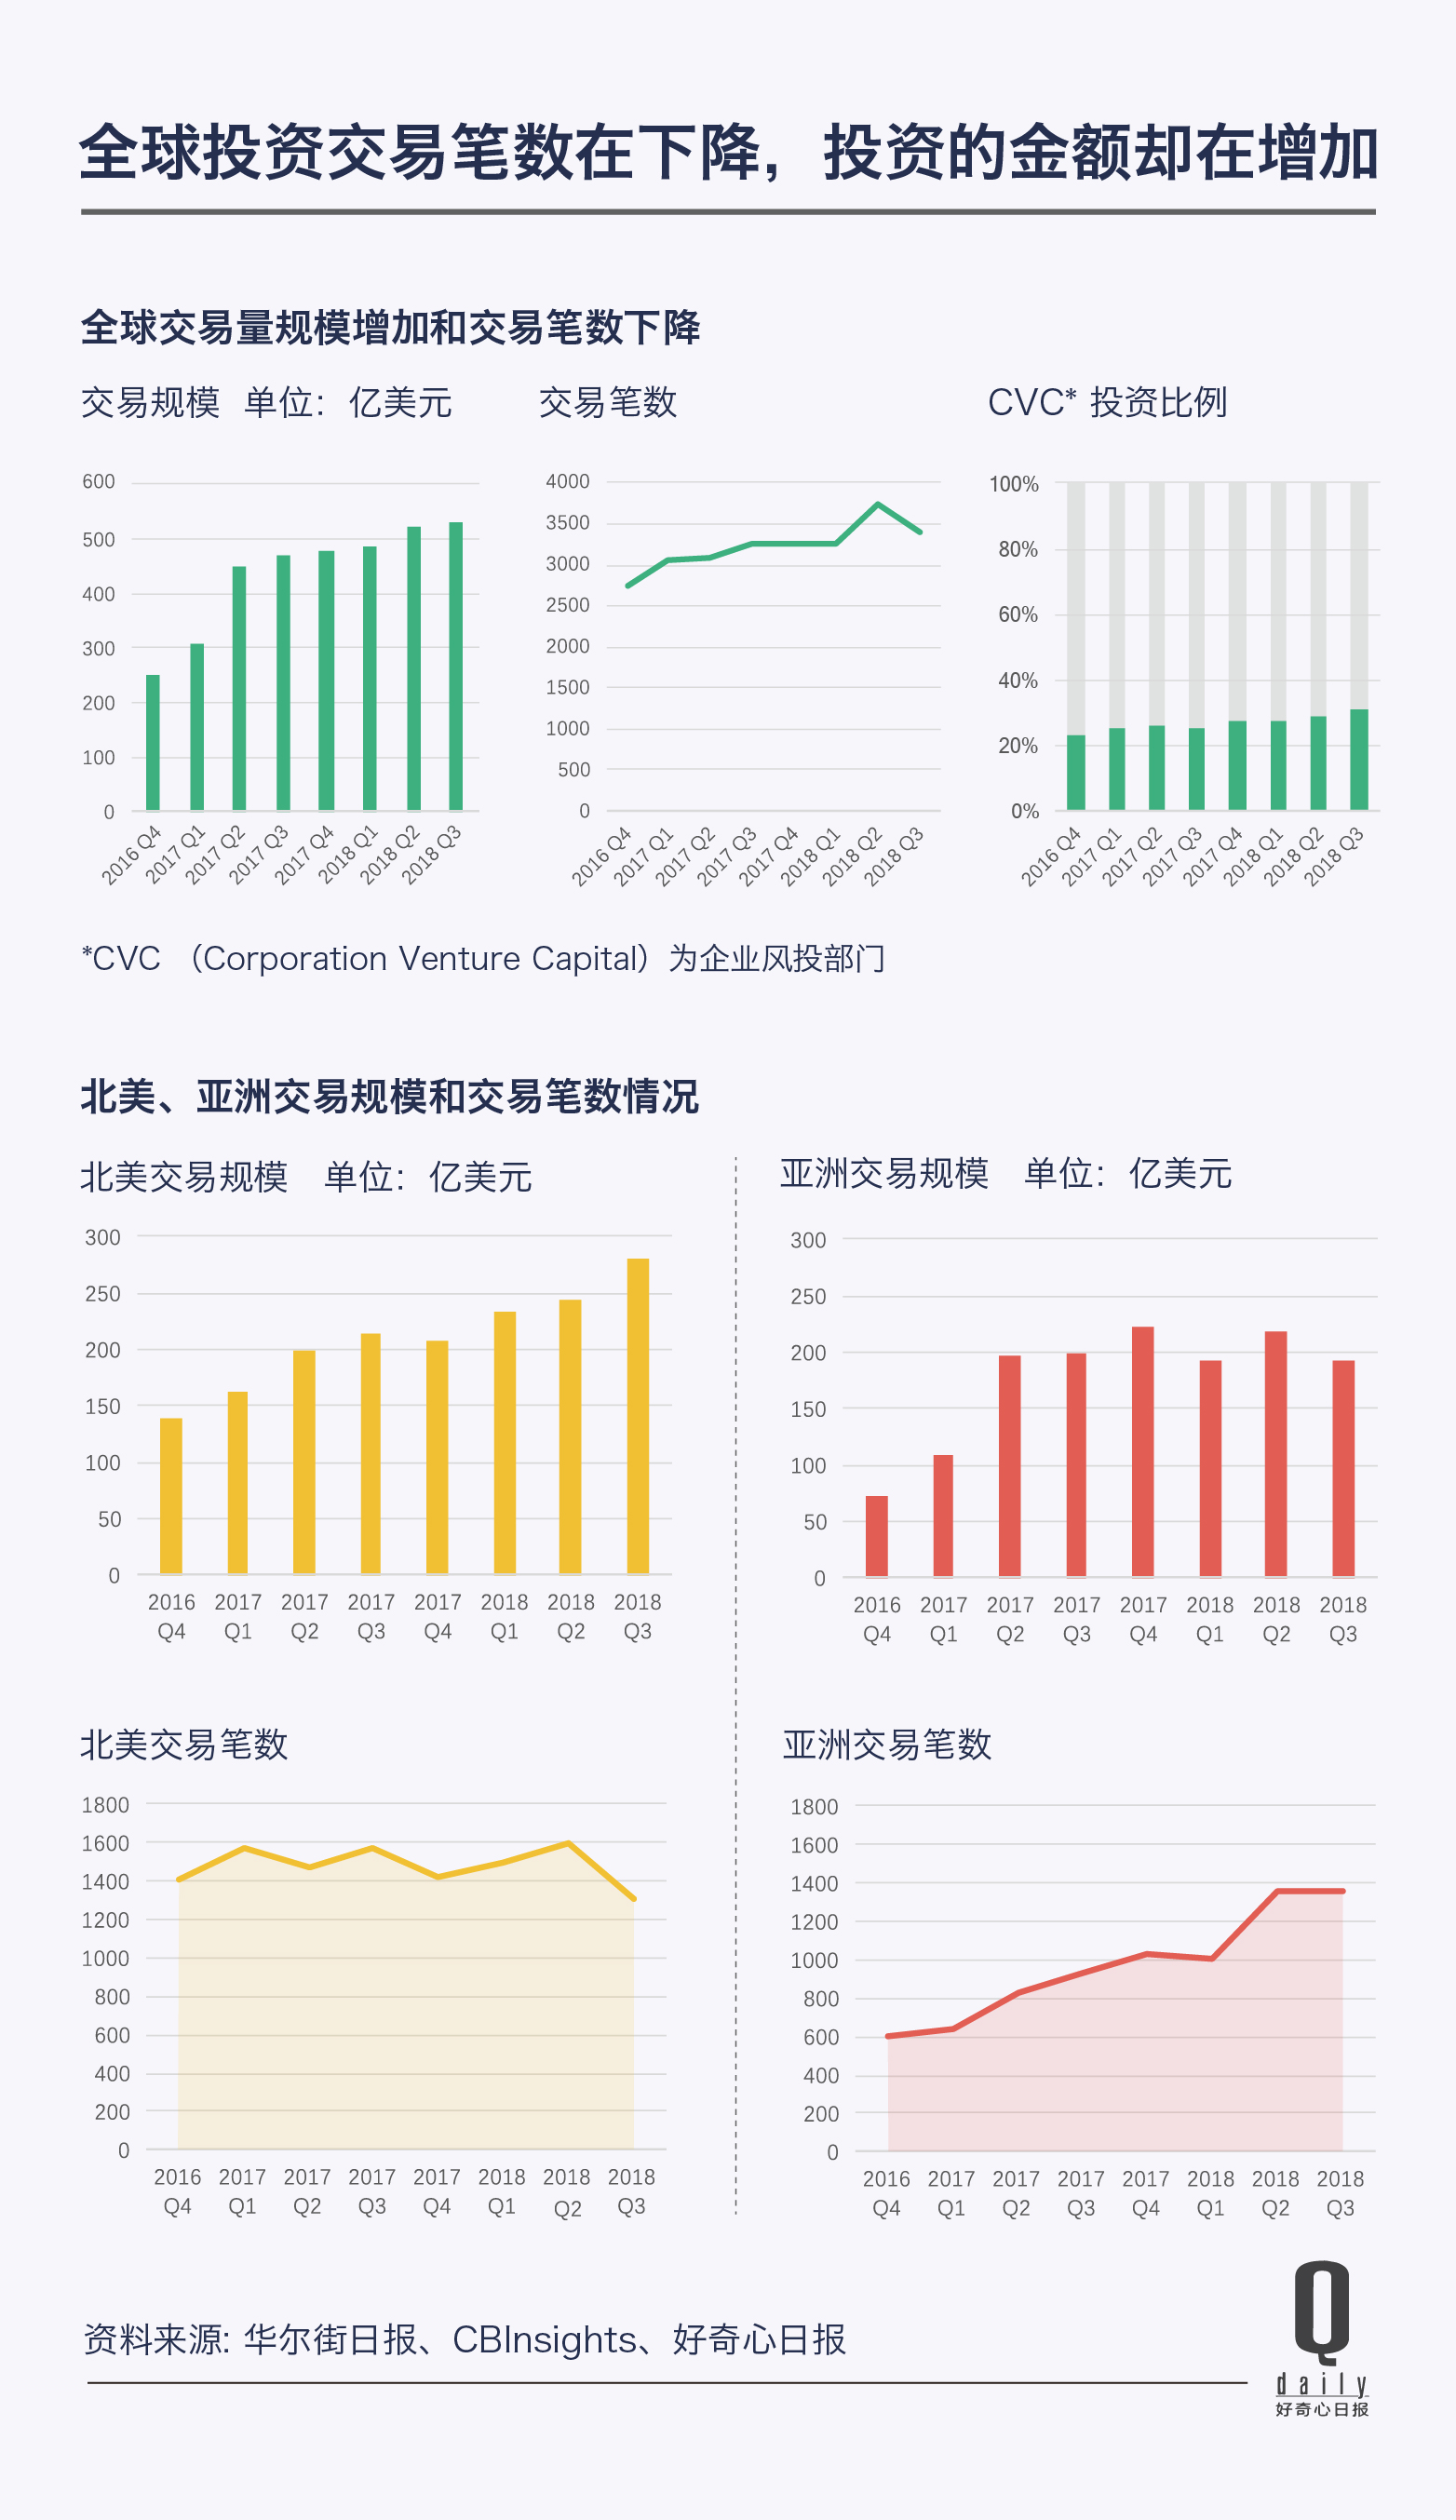 全球投资交易笔数在下降，投资的金额却在增加
全球交易量规模增加和交易笔数下降
交易规模 单位：亿美元
600
500
400
300
200
100
0
2016 Q4
2017 Q1
2017 Q2
2017 Q3
2017 Q4
2018 Q1
2018 Q2
2018 Q3
交易笔数
4000
3500
3000
2500
2000
1500
1000
500
0
2016 Q4
2017 Q1
2017 Q2
2017 Q3
2017 Q4
2018 Q1
2018 Q2
2018 Q3
CVC* 投资比例
100%
80%
60%
40%
20%
0%
2016 Q4
2017 Q1
2017 Q2
2017 Q3
2017 Q4
2018 Q1
2018 Q2
2018 Q3
*CVC （Corporation Venture Capital）为企业风投部门
北美、亚洲交易规模和交易笔数情况
北美交易规模 单位：亿美元
300
250
200
150
100
50
0
2016 2017 2017 2017 2017 2018 2018 2018
Q4 Q1 Q2 Q3 Q4 Q1 Q2 Q3
亚洲交易规模 单位：亿美元
300
250
200
150
100
50
0
2016 2017 2017 2017 2017 2018 2018 2018
Q4 Q1 Q2 Q3 Q4 Q1 Q2 Q3
北美交易笔数
1800
1600
1400
1200
1000
800
600
400
200
0
2016 2017 2017 2017 2017 2018 2018 2018
Q4 Q1 Q2 Q3 Q4 Q1 Q2 Q3
亚洲交易笔数
1800
1600
1400
1200
1000
800
600
400
200
0
2016 2017 2017 2017 2017 2018 2018 2018
Q4 Q1 Q2 Q3 Q4 Q1 Q2 Q3
资料来源: 华尔街日报、CBInsights、好奇心日报
Q
daily
好奇心日报